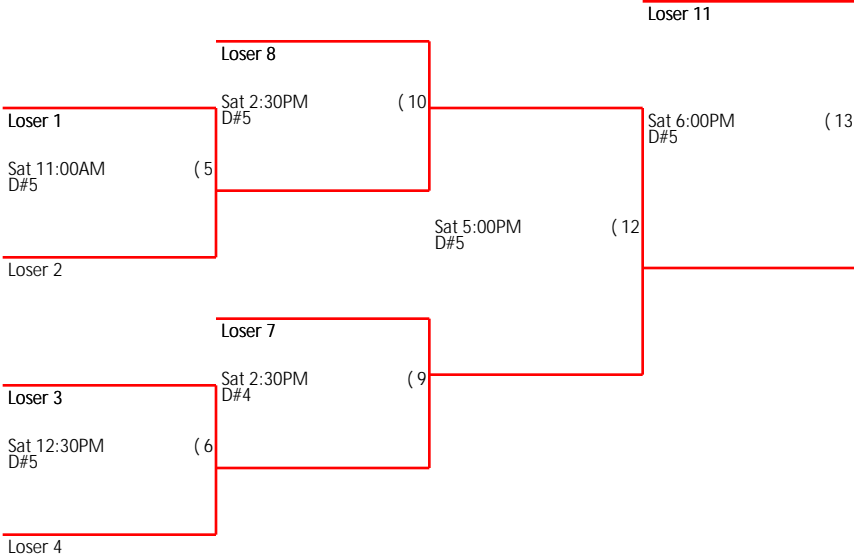 Loser 11
Loser 8
Sat 2:30PM ( 10
D#5
Loser 1
Sat 6:00PM ( 13
D#5
Sat 11:00AM ( 5
D#5
Sat 5:00PM ( 12
D#5
Loser 2
Loser 7
Sat 2:30PM ( 9
D#4
Loser 3
Sat 12:30PM ( 6
D#5
Loser 4